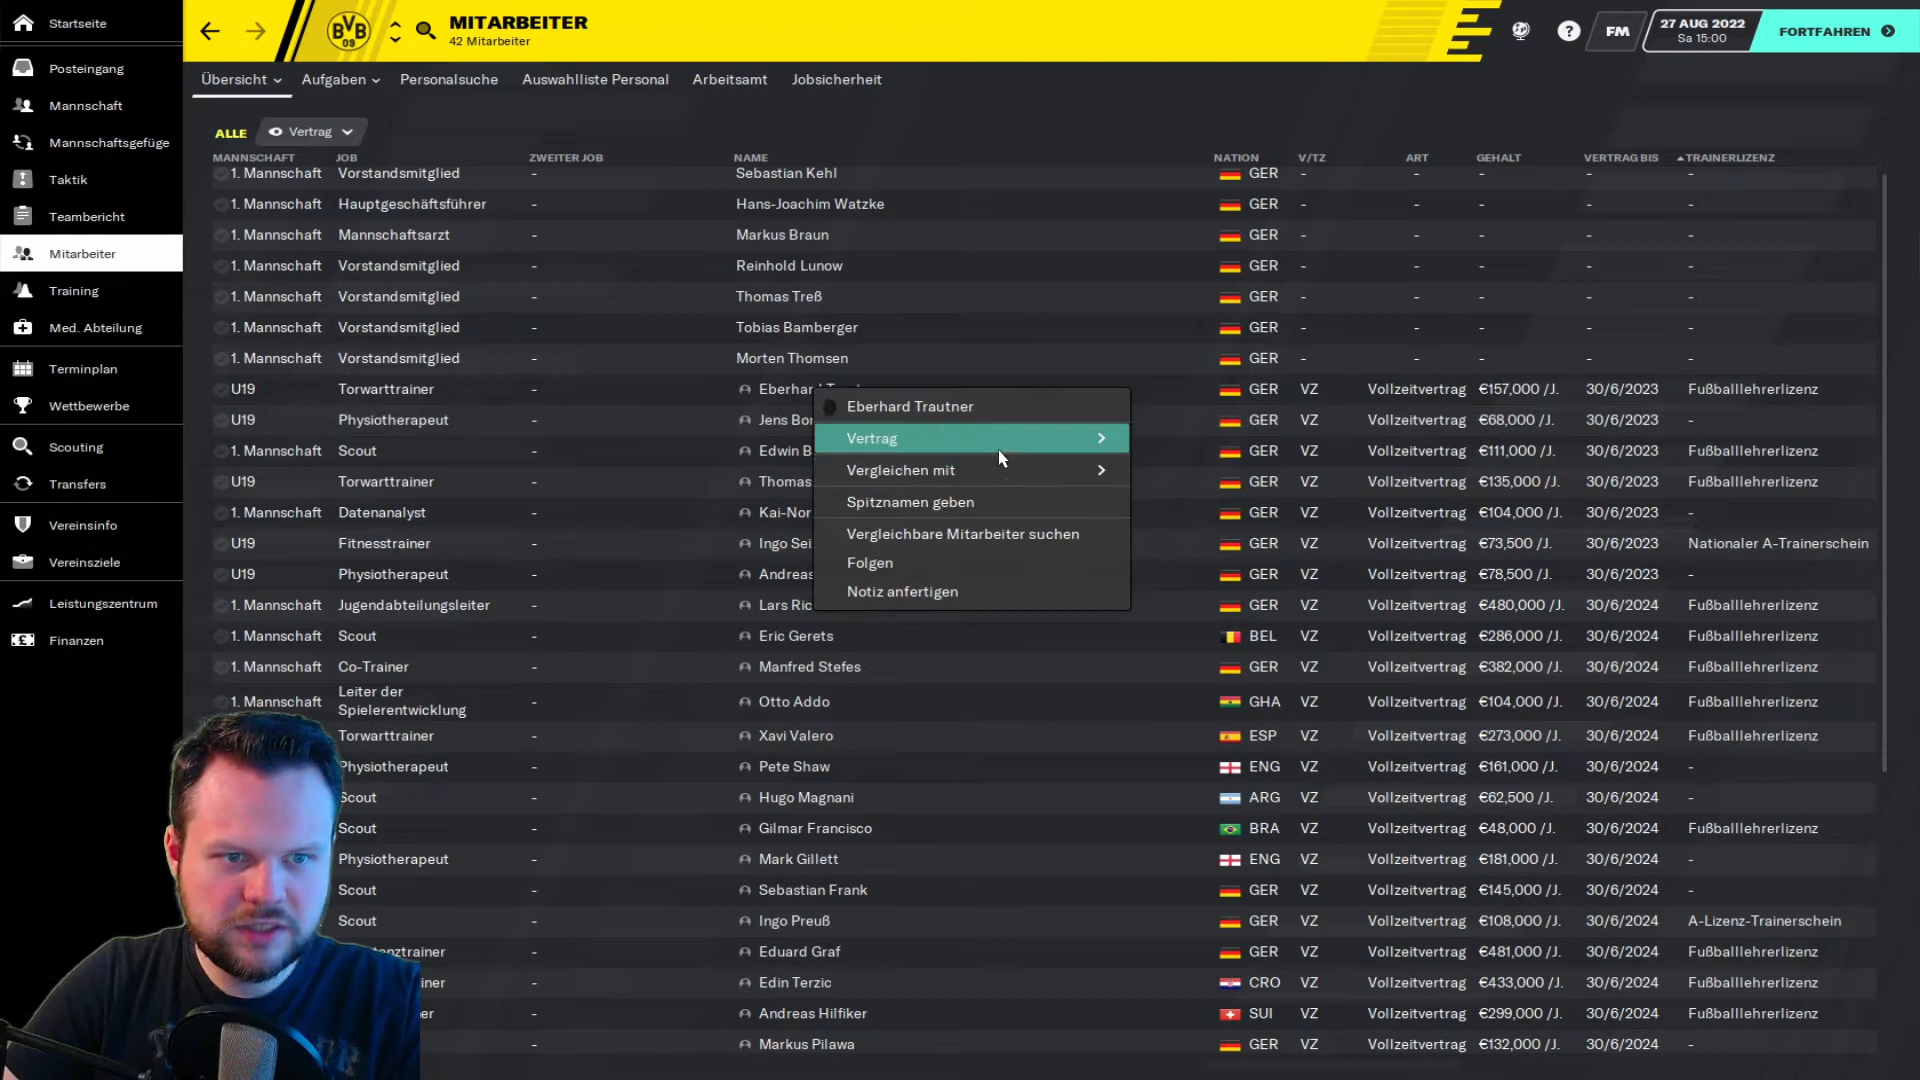 Startseite
Posteingang
Mannschaft
Mannschaftsgefüge
Taktik
Teambericht
Mitarbeiter
Training
Med. Abteilung
Terminplan
Wettbewerbe
Scouting
Transfers
Vereinsinfo
Vereinsziele
Leistungszentrum
Finanzen
BVB 09
MITARBEITER
42 Mitarbeiter
? FM
27 AUG 2022
Sa 15:00
FORTFAHREN
Übersicht Aufgaben Personalsuche Auswahlliste Personal Arbeitsamt Jobsicherheit
ALLE Vertrag
MANNSCHAFT JOB ZWEITER JOB NAME NATION V/TZ ART GEHALT VERTRAG BIS TRAINERLIZENZ
1. Mannschaft Vorstandsmitglied - Sebastian Kehl GER - - - - -
1. Mannschaft Hauptgeschäftsführer - Hans-Joachim Watzke GER - - - - -
1. Mannschaft Mannschaftsarzt - Markus Braun GER - - - - -
1. Mannschaft Vorstandsmitglied - Reinhold Lunow GER - - - - -
1. Mannschaft Vorstandsmitglied - Thomas Treß GER - - - - -
1. Mannschaft Vorstandsmitglied - Tobias Bamberger GER - - - - -
1. Mannschaft Vorstandsmitglied - Morten Thomsen GER - - - - -
U19 Torwarttrainer - Eberhard GER VZ Vollzeitvertrag €157,000 /J. 30/6/2023 Fußballlehrerlizenz
U19 Physiotherapeut - Jens GER VZ Vollzeitvertrag €68,000 /J. 30/6/2023 -
1. Mannschaft Scout - Edwin B GER VZ Vollzeitvertrag €111,000 /J. 30/6/2023 Fußballlehrerlizenz
U19 Torwarttrainer - Thomas GER VZ Vollzeitvertrag €135,000 /J. 30/6/2023 Fußballlehrerlizenz
1. Mannschaft Datenanalyst - Kai-Nor GER VZ Vollzeitvertrag €104,000 /J. 30/6/2023 -
U19 Fitnesstrainer - Ingo Sei GER VZ Vollzeitvertrag €73,500 /J. 30/6/2023 Nationaler A-Trainerschein
U19 Physiotherapeut - Andreas GER VZ Vollzeitvertrag €78,500 /J. 30/6/2023 -
1. Mannschaft Jugendabteilungsleiter - Lars Ric GER VZ Vollzeitvertrag €480,000 /J. 30/6/2024 Fußballlehrerlizenz
1. Mannschaft Scout - Eric Gerets BEL VZ Vollzeitvertrag €286,000 /J. 30/6/2024 Fußballlehrerlizenz
1. Mannschaft Co-Trainer - Manfred Stefes GER VZ Vollzeitvertrag €382,000 /J. 30/6/2024 Fußballlehrerlizenz
1. Mannschaft Leiter der Spielerentwicklung - Otto Addo GHA VZ Vollzeitvertrag €104,000 /J. 30/6/2024 Fußballlehrerlizenz
Torwarttrainer - Xavi Valero ESP VZ Vollzeitvertrag €273,000 /J. 30/6/2024 Fußballlehrerlizenz
Physiotherapeut - Pete Shaw ENG VZ Vollzeitvertrag €161,000 /J. 30/6/2024 -
Scout - Hugo Magnani ARG VZ Vollzeitvertrag €62,500 /J. 30/6/2024 -
Scout - Gilmar Francisco BRA VZ Vollzeitvertrag €48,000 /J. 30/6/2024 Fußballlehrerlizenz
Physiotherapeut - Mark Gillett ENG VZ Vollzeitvertrag €181,000 /J. 30/6/2024 -
Scout - Sebastian Frank GER VZ Vollzeitvertrag €145,000 /J. 30/6/2024 -
Scout - Ingo Preuß GER VZ Vollzeitvertrag €108,000 /J. 30/6/2024 A-Lizenz-Trainerschein
nztrainer - Eduard Graf GER VZ Vollzeitvertrag €481,000 /J. 30/6/2024 Fußballlehrerlizenz
iner - Edin Terzic CRO VZ Vollzeitvertrag €433,000 /J. 30/6/2024 Fußballlehrerlizenz
er - Andreas Hilfiker SUI VZ Vollzeitvertrag €299,000 /J. 30/6/2024 Fußballlehrerlizenz
- Markus Pilawa GER VZ Vollzeitvertrag €132,000 /J. 30/6/2024 -
Eberhard Trautner
Vertrag
Vergleichen mit
Spitznamen geben
Vergleichbare Mitarbeiter suchen
Folgen
Notiz anfertigen